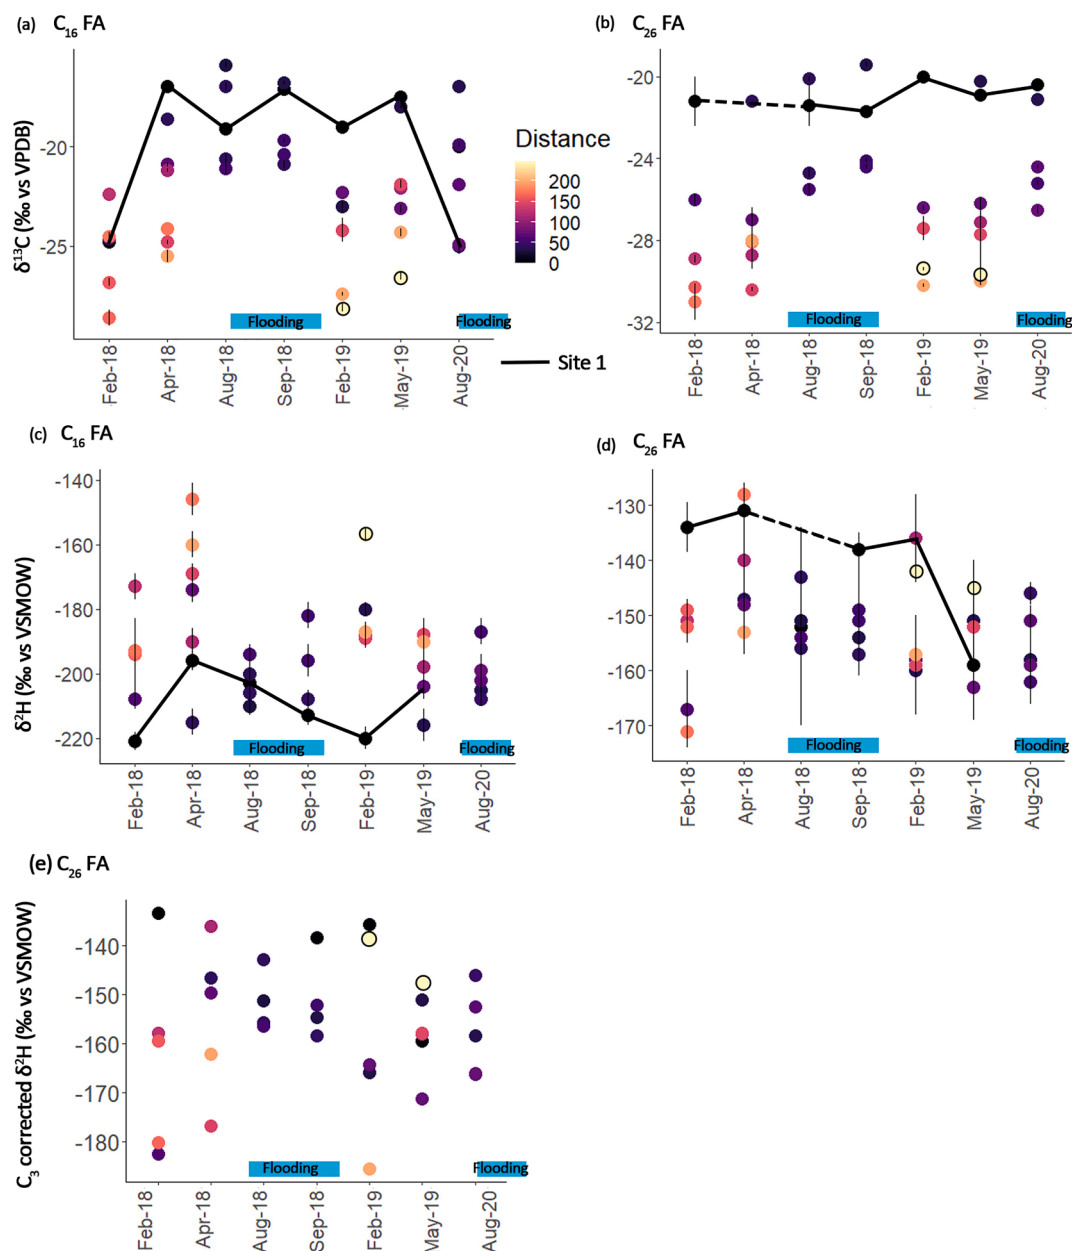 (a) C16 FA
δ13C (‰ vs VPDB)
-20
-25
Flooding
Flooding
Feb-18
Apr-18
Aug-18
Sep-18
Feb-19
May-19
Aug-20
Distance
200
150
100
50
0
Site 1
(b) C26 FA
-20
-24
-28
-32
Flooding
Flooding
Feb-18
Apr-18
Aug-18
Sep-18
Feb-19
May-19
Aug-20
(c) C16 FA
δ2H (‰ vs VSMOW)
-140
-160
-180
-200
-220
Flooding
Flooding
Feb-18
Apr-18
Aug-18
Sep-18
Feb-19
May-19
Aug-20
(d) C26 FA
-130
-140
-150
-160
-170
Flooding
Flooding
Feb-18
Apr-18
Aug-18
Sep-18
Feb-19
May-19
Aug-20
(e) C26 FA
C3 corrected δ2H (‰ vs VSMOW)
-140
-150
-160
-170
-180
Flooding
Flooding
Feb-18
Apr-18
Aug-18
Sep-18
Feb-19
May-19
Aug-20